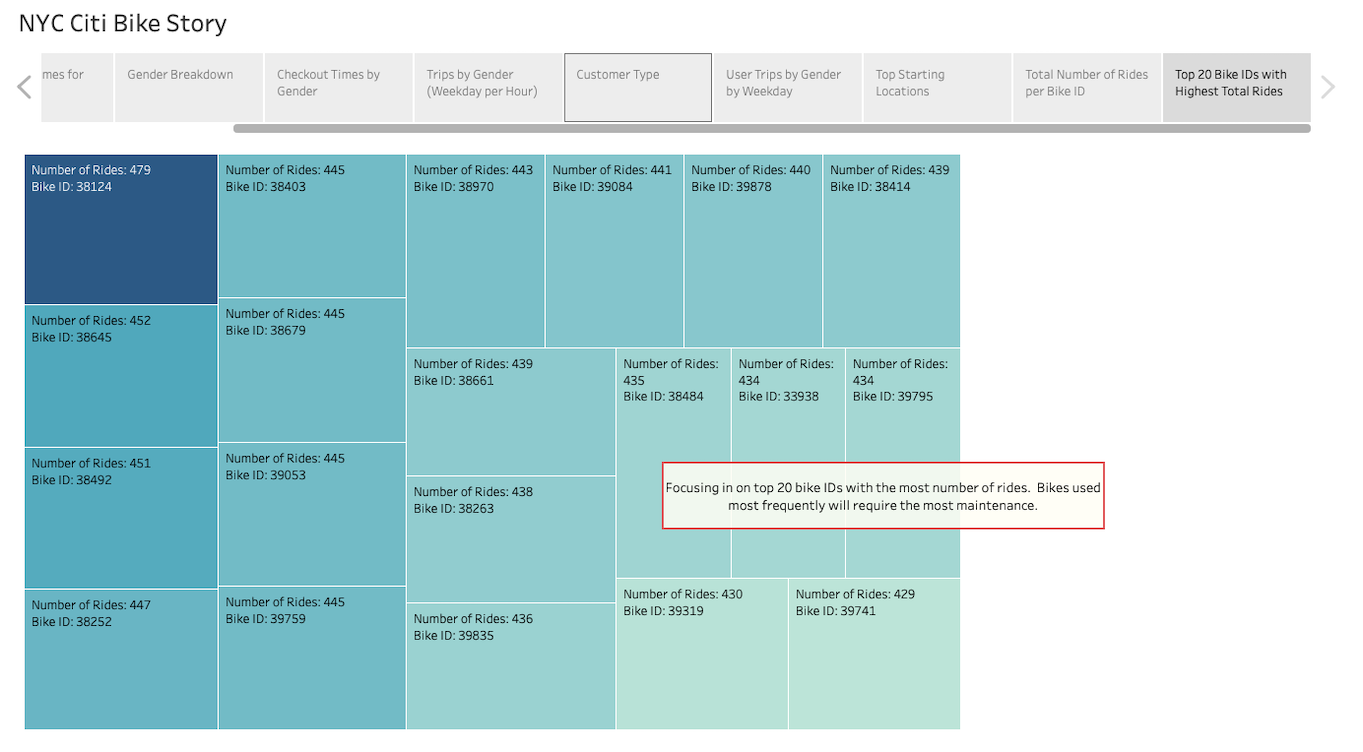 NYC Citi Bike Story
mes for
Gender Breakdown
Checkout Times by
Gender
Trips by Gender
(Weekday per Hour)
Customer Type
User Trips by Gender
by Weekday
Top Starting
Locations
Total Number of Rides
per Bike ID
Top 20 Bike IDs with
Highest Total Rides
Number of Rides: 479
Bike ID: 38124
Number of Rides: 452
Bike ID: 38645
Number of Rides: 451
Bike ID: 38492
Number of Rides: 447
Bike ID: 38252
Number of Rides: 445
Bike ID: 38403
Number of Rides: 445
Bike ID: 38679
Number of Rides: 445
Bike ID: 39053
Number of Rides: 445
Bike ID: 39759
Number of Rides: 443
Bike ID: 38970
Number of Rides: 441
Bike ID: 39084
Number of Rides: 440
Bike ID: 39878
Number of Rides: 439
Bike ID: 38414
Number of Rides: 439
Bike ID: 38661
Number of Rides: 438
Bike ID: 38263
Number of Rides: 436
Bike ID: 39835
Number of Rides:
435
Bike ID: 38484
Number of Rides:
434
Bike ID: 33938
Number of Rides:
434
Bike ID: 39795
Focusing in on top 20 bike IDs with the most number of rides.  Bikes used
most frequently will require the most maintenance.
Number of Rides: 430
Bike ID: 39319
Number of Rides: 429
Bike ID: 39741